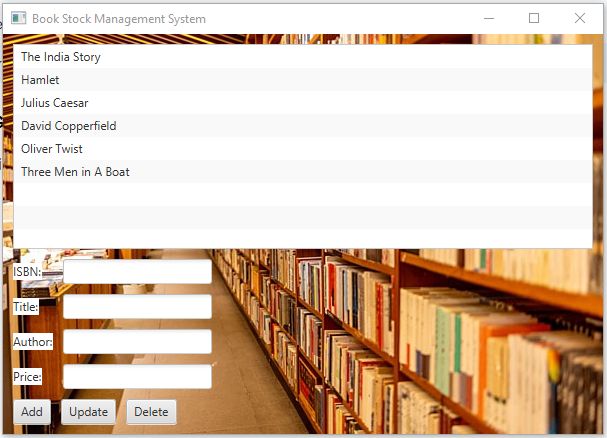 Book Stock Management System
The India Story
Hamlet
Julius Caesar
David Copperfield
Oliver Twist
Three Men in A Boat
ISBN:
Title:
Author:
Price:
Add Update Delete